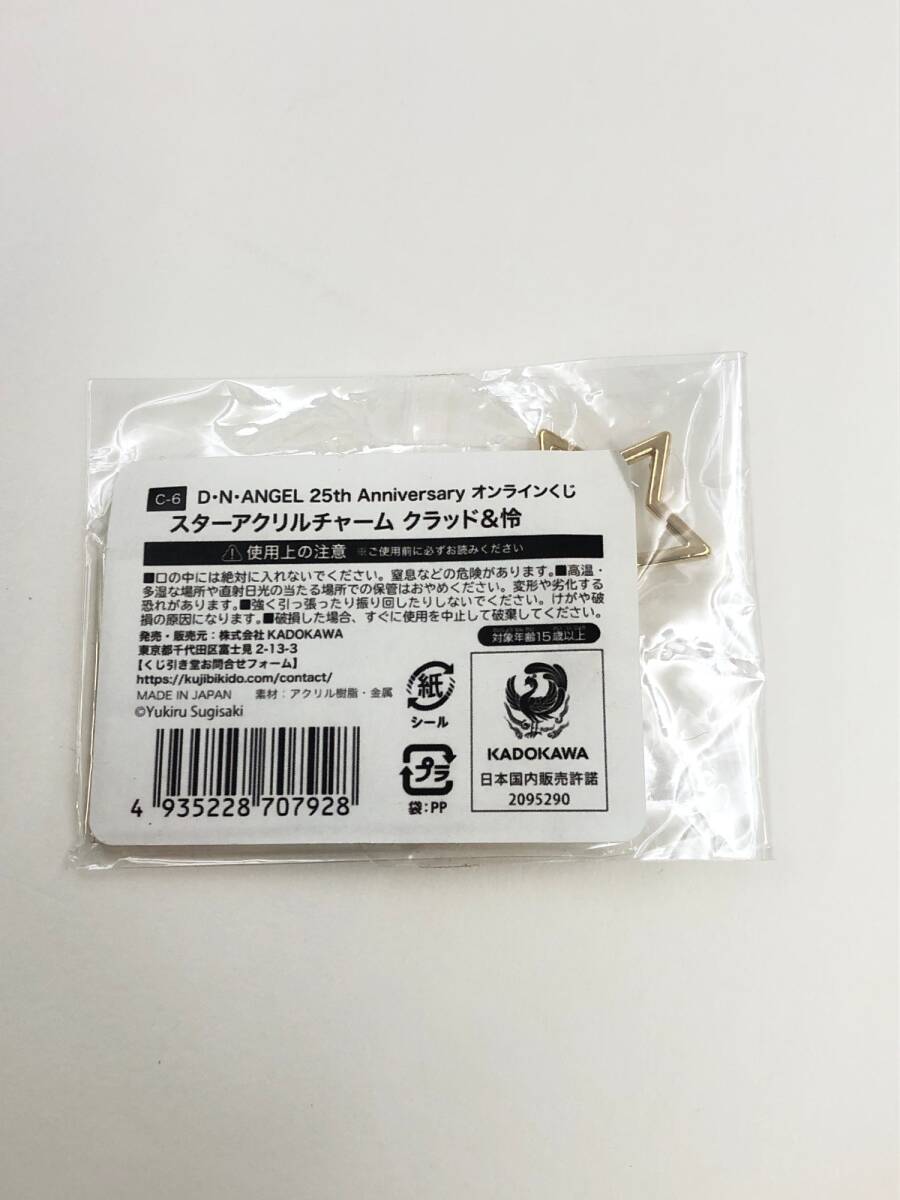 C-6 D・N・ANGEL 25th Anniversary オンラインくじ
スターアクリルチャーム クラッド&怜
使用上の注意 ※ご使用前に必ずお読みください
■口の中には絶対に入れないでください。窒息などの危険があります。■高温・
多湿な場所や直射日光の当たる場所での保管はおやめください。変形や劣化する
恐れがあります。■強く引っ張ったり振り回したりしないでください。けがや破
損の原因になります。■破損した場合、すぐに使用を中止して破棄してください。
発売・販売元:株式会社KADOKAWA
対象年齢15歳以上
東京都千代田区富士見 2-13-3
【くじ引き堂お問合せフォーム】
https://kujibikido.com/contact/
MADE IN JAPAN 素材:アクリル樹脂・金属
©Yukiru Sugisaki
紙
シール
プラ
袋:PP
KADOKAWA
日本国内販売許諾
2095290
4 935228 707928